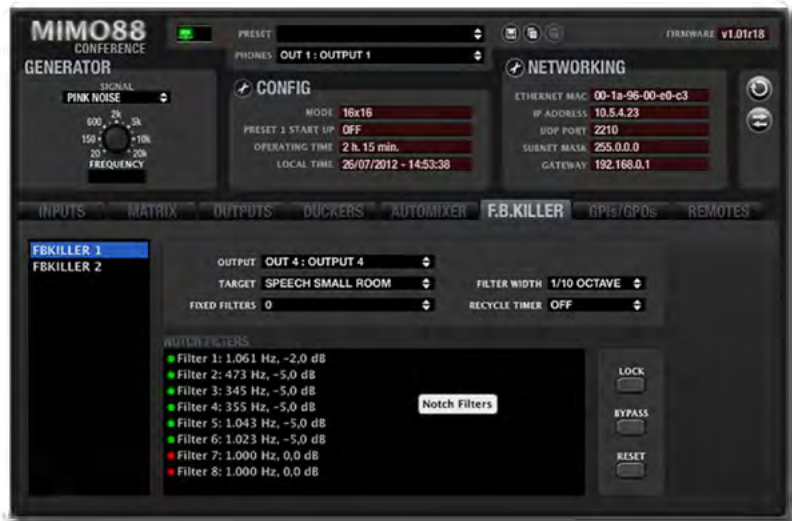 MIMO88
CONFERENCE
PRESET
PHONES OUT 1 : OUTPUT 1
FIRMWARE v1.01r18
GENERATOR
SIGNAL
PINK NOISE
600 2k 5k
150 10k
20 20k
FREQUENCY
CONFIG
MODE 16x16
PRESET 1 START UP OFF
OPERATING TIME 2 h. 15 min.
LOCAL TIME 26/07/2012 - 14:53:38
NETWORKING
ETHERNET MAC 00-1a-96-00-e0-c3
IP ADDRESS 10.5.4.23
UDP PORT 2210
SUBNET MASK 255.0.0.0
GATEWAY 192.168.0.1
INPUTS MATRIX OUTPUTS DUCKERS AUTOMIXER F.B.KILLER GPIs/GPOs REMOTES
FBKILLER 1
FBKILLER 2
OUTPUT OUT 4 : OUTPUT 4
TARGET SPEECH SMALL ROOM FILTER WIDTH 1/10 OCTAVE
FIXED FILTERS 0 RECYCLE TIMER OFF
NOTCH FILTERS
Filter 1: 1.061 Hz, -2,0 dB
Filter 2: 473 Hz, -5,0 dB
Filter 3: 345 Hz, -5,0 dB
Filter 4: 355 Hz, -5,0 dB
Filter 5: 1.043 Hz, -5,0 dB
Filter 6: 1.023 Hz, -5,0 dB
Filter 7: 1.000 Hz, 0,0 dB
Filter 8: 1.000 Hz, 0,0 dB
Notch Filters
LOCK
BYPASS
RESET